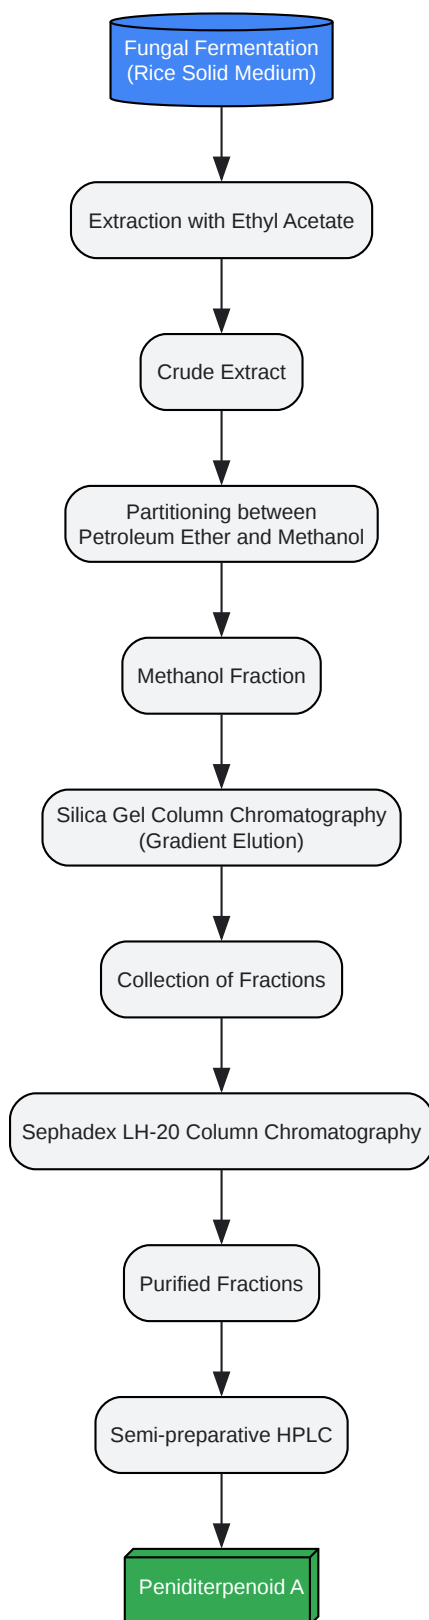 Fungal Fermentation
(Rice Solid Medium)
Extraction with Ethyl Acetate
Crude Extract
Partitioning between
Petroleum Ether and Methanol
Methanol Fraction
Silica Gel Column Chromatography
(Gradient Elution)
Collection of Fractions
Sephadex LH-20 Column Chromatography
Purified Fractions
Semi-preparative HPLC
Peniditerpenoid A